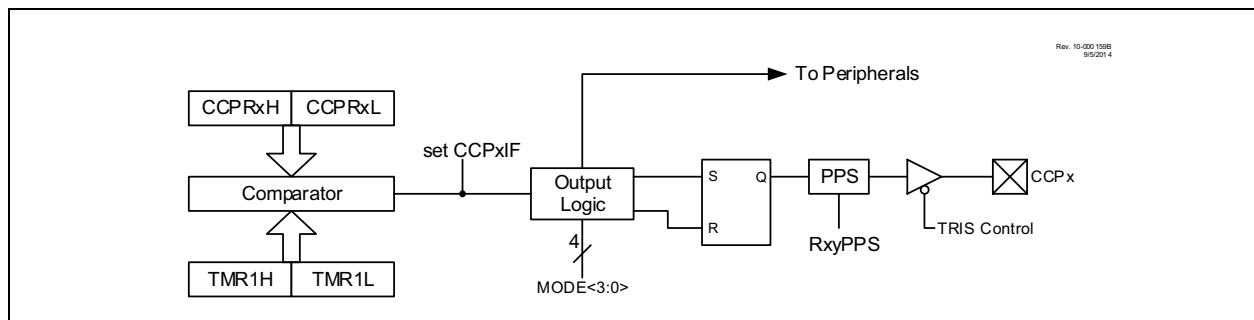 Rev. 10-000 159B
9/5/2014
To Peripherals
CCPRxH CCPRxL
set CCPxIF
Comparator
Output
Logic
S Q
R
PPS
CCPx
TRIS Control
RxyPPS
4
TMR1H TMR1L
MODE<3:0>